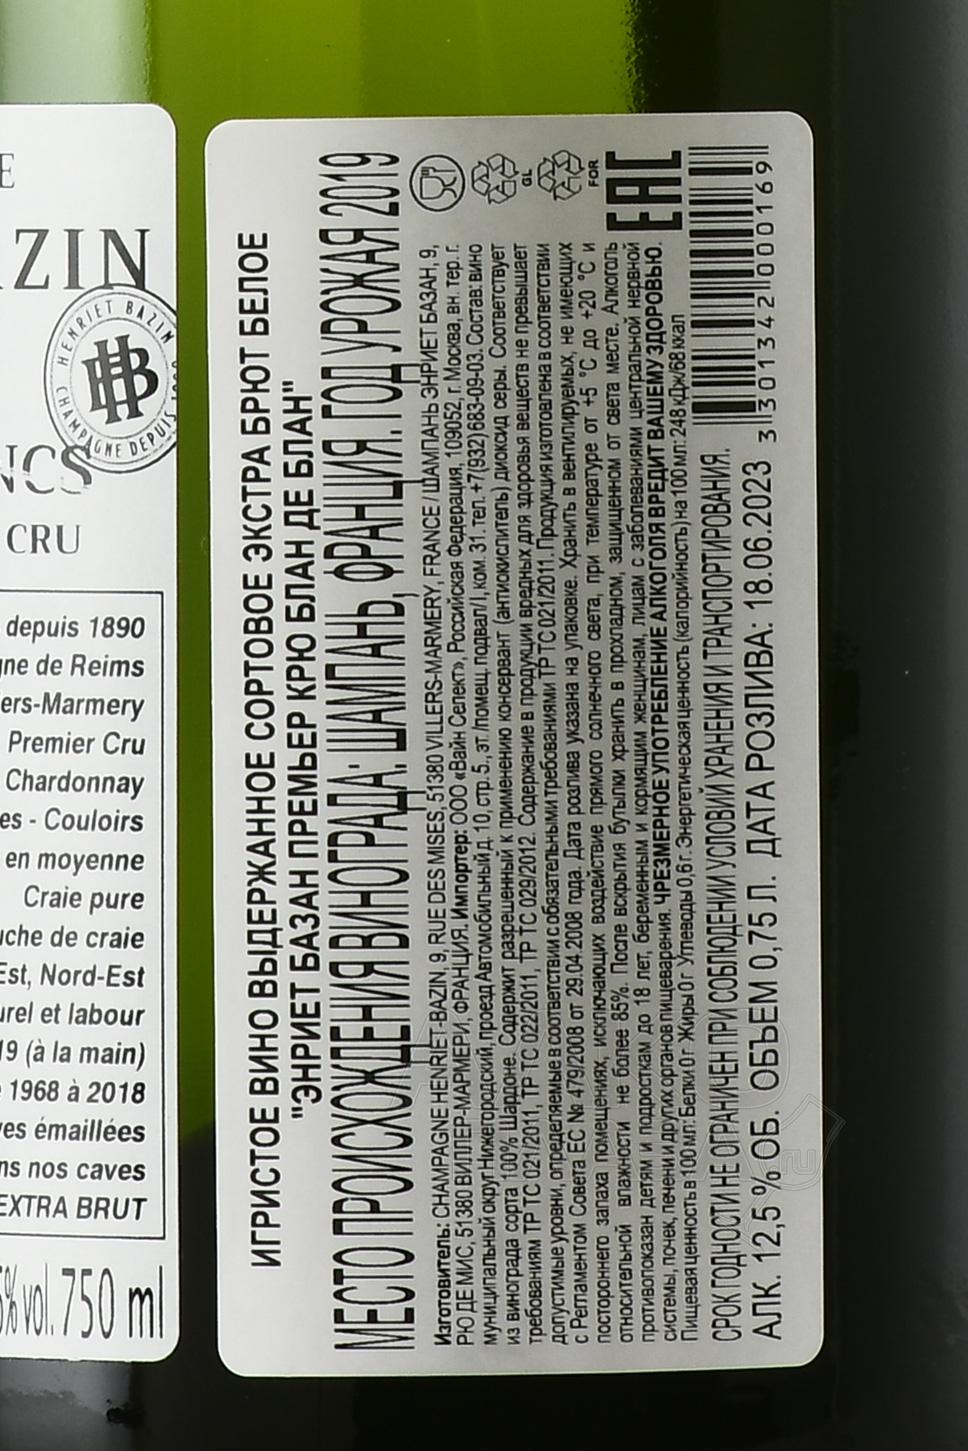 E
ZIN
HENRIET BAZIN
CHAMPAGNE DEPUIS
HB
NCS
CRU
depuis 1890
gne de Reims
ers-Marmery
Premier Cru
Chardonnay
es - Couloirs
en moyenne
Craie pure
uche de craie
Est, Nord-Est
urel et labour
19 (à la main)
1968 à 2018
ves émaillées
ns nos caves
EXTRA BRUT
5% vol. 750 ml
ИГРИСТОЕ ВИНО ВЫДЕРЖАННОЕ СОРТОВОЕ ЭКСТРА БРЮТ БЕЛОЕ
"ЭНРИЕТ БАЗАН ПРЕМЬЕР КРЮ БЛАН ДЕ БЛАН"
МЕСТО ПРОИСХОЖДЕНИЯ ВИНОГРАДА: ШАМПАНЬ, ФРАНЦИЯ. ГОД УРОЖАЯ 2019
Изготовитель: CHAMPAGNE HENRIET-BAZIN, 9, RUE DES MISES, 51380 VILLERS-MARMERY, FRANCE / ШАМПАНЬ ЭНРИЕТ БАЗАН, 9,
РЮ ДЕ МИС, 51380 ВИЛЛЕР-МАРМЕРИ, ФРАНЦИЯ. Импортер: ООО «Вайн Селект», Российская Федерация, 109052, г. Москва, вн. тер. г.
муниципальный округ Нижегородский, проезд Автомобильный д. 10, стр. 5., эт. /помещ. подвал/I, ком. 31. тел. +7(932)683-09-03. Состав: вино
из винограда сорта 100% Шардоне. Содержит разрешенный к применению консервант (антиокислитель) диоксид серы. Соответствует
требованиям ТР ТС 021/2011, ТР ТС 022/2011, ТР ТС 029/2012. Содержание в продукции вредных для здоровья веществ не превышает
допустимые уровни, определяемые в соответствии с обязательными требованиями ТР ТС 021/2011. Продукция изготовлена в соответствии
с Регламентом Совета ЕС № 479/2008 от 29.04.2008 года. Дата розлива указана на упаковке. Хранить в вентилируемых, не имеющих
постороннего запаха помещениях, исключающих воздействие прямого солнечного света, при температуре от +5 °С до +20 °С и
относительной влажности не более 85%. После вскрытия бутылки хранить в прохладном, защищенном от света месте. Алкоголь
противопоказан детям и подросткам до 18 лет, беременным и кормящим женщинам, лицам с заболеваниями центральной нервной
системы, почек, печени и других органов пищеварения. ЧРЕЗМЕРНОЕ УПОТРЕБЛЕНИЕ АЛКОГОЛЯ ВРЕДИТ ВАШЕМУ ЗДОРОВЬЮ.
Пищевая ценность в 100 мл: Белки 0 г Жиры 0 г Углеводы 0,6 г. Энергетическая ценность (калорийность) на 100 мл: 248 кДж/68 ккал
СРОК ГОДНОСТИ НЕ ОГРАНИЧЕН ПРИ СОБЛЮДЕНИИ УСЛОВИЙ ХРАНЕНИЯ И ТРАНСПОРТИРОВАНИЯ.
АЛК. 12,5 % ОБ. ОБЪЕМ 0,75 Л. ДАТА РОЗЛИВА: 18.06.2023
GL
FOR
EAC
3 301342 000169